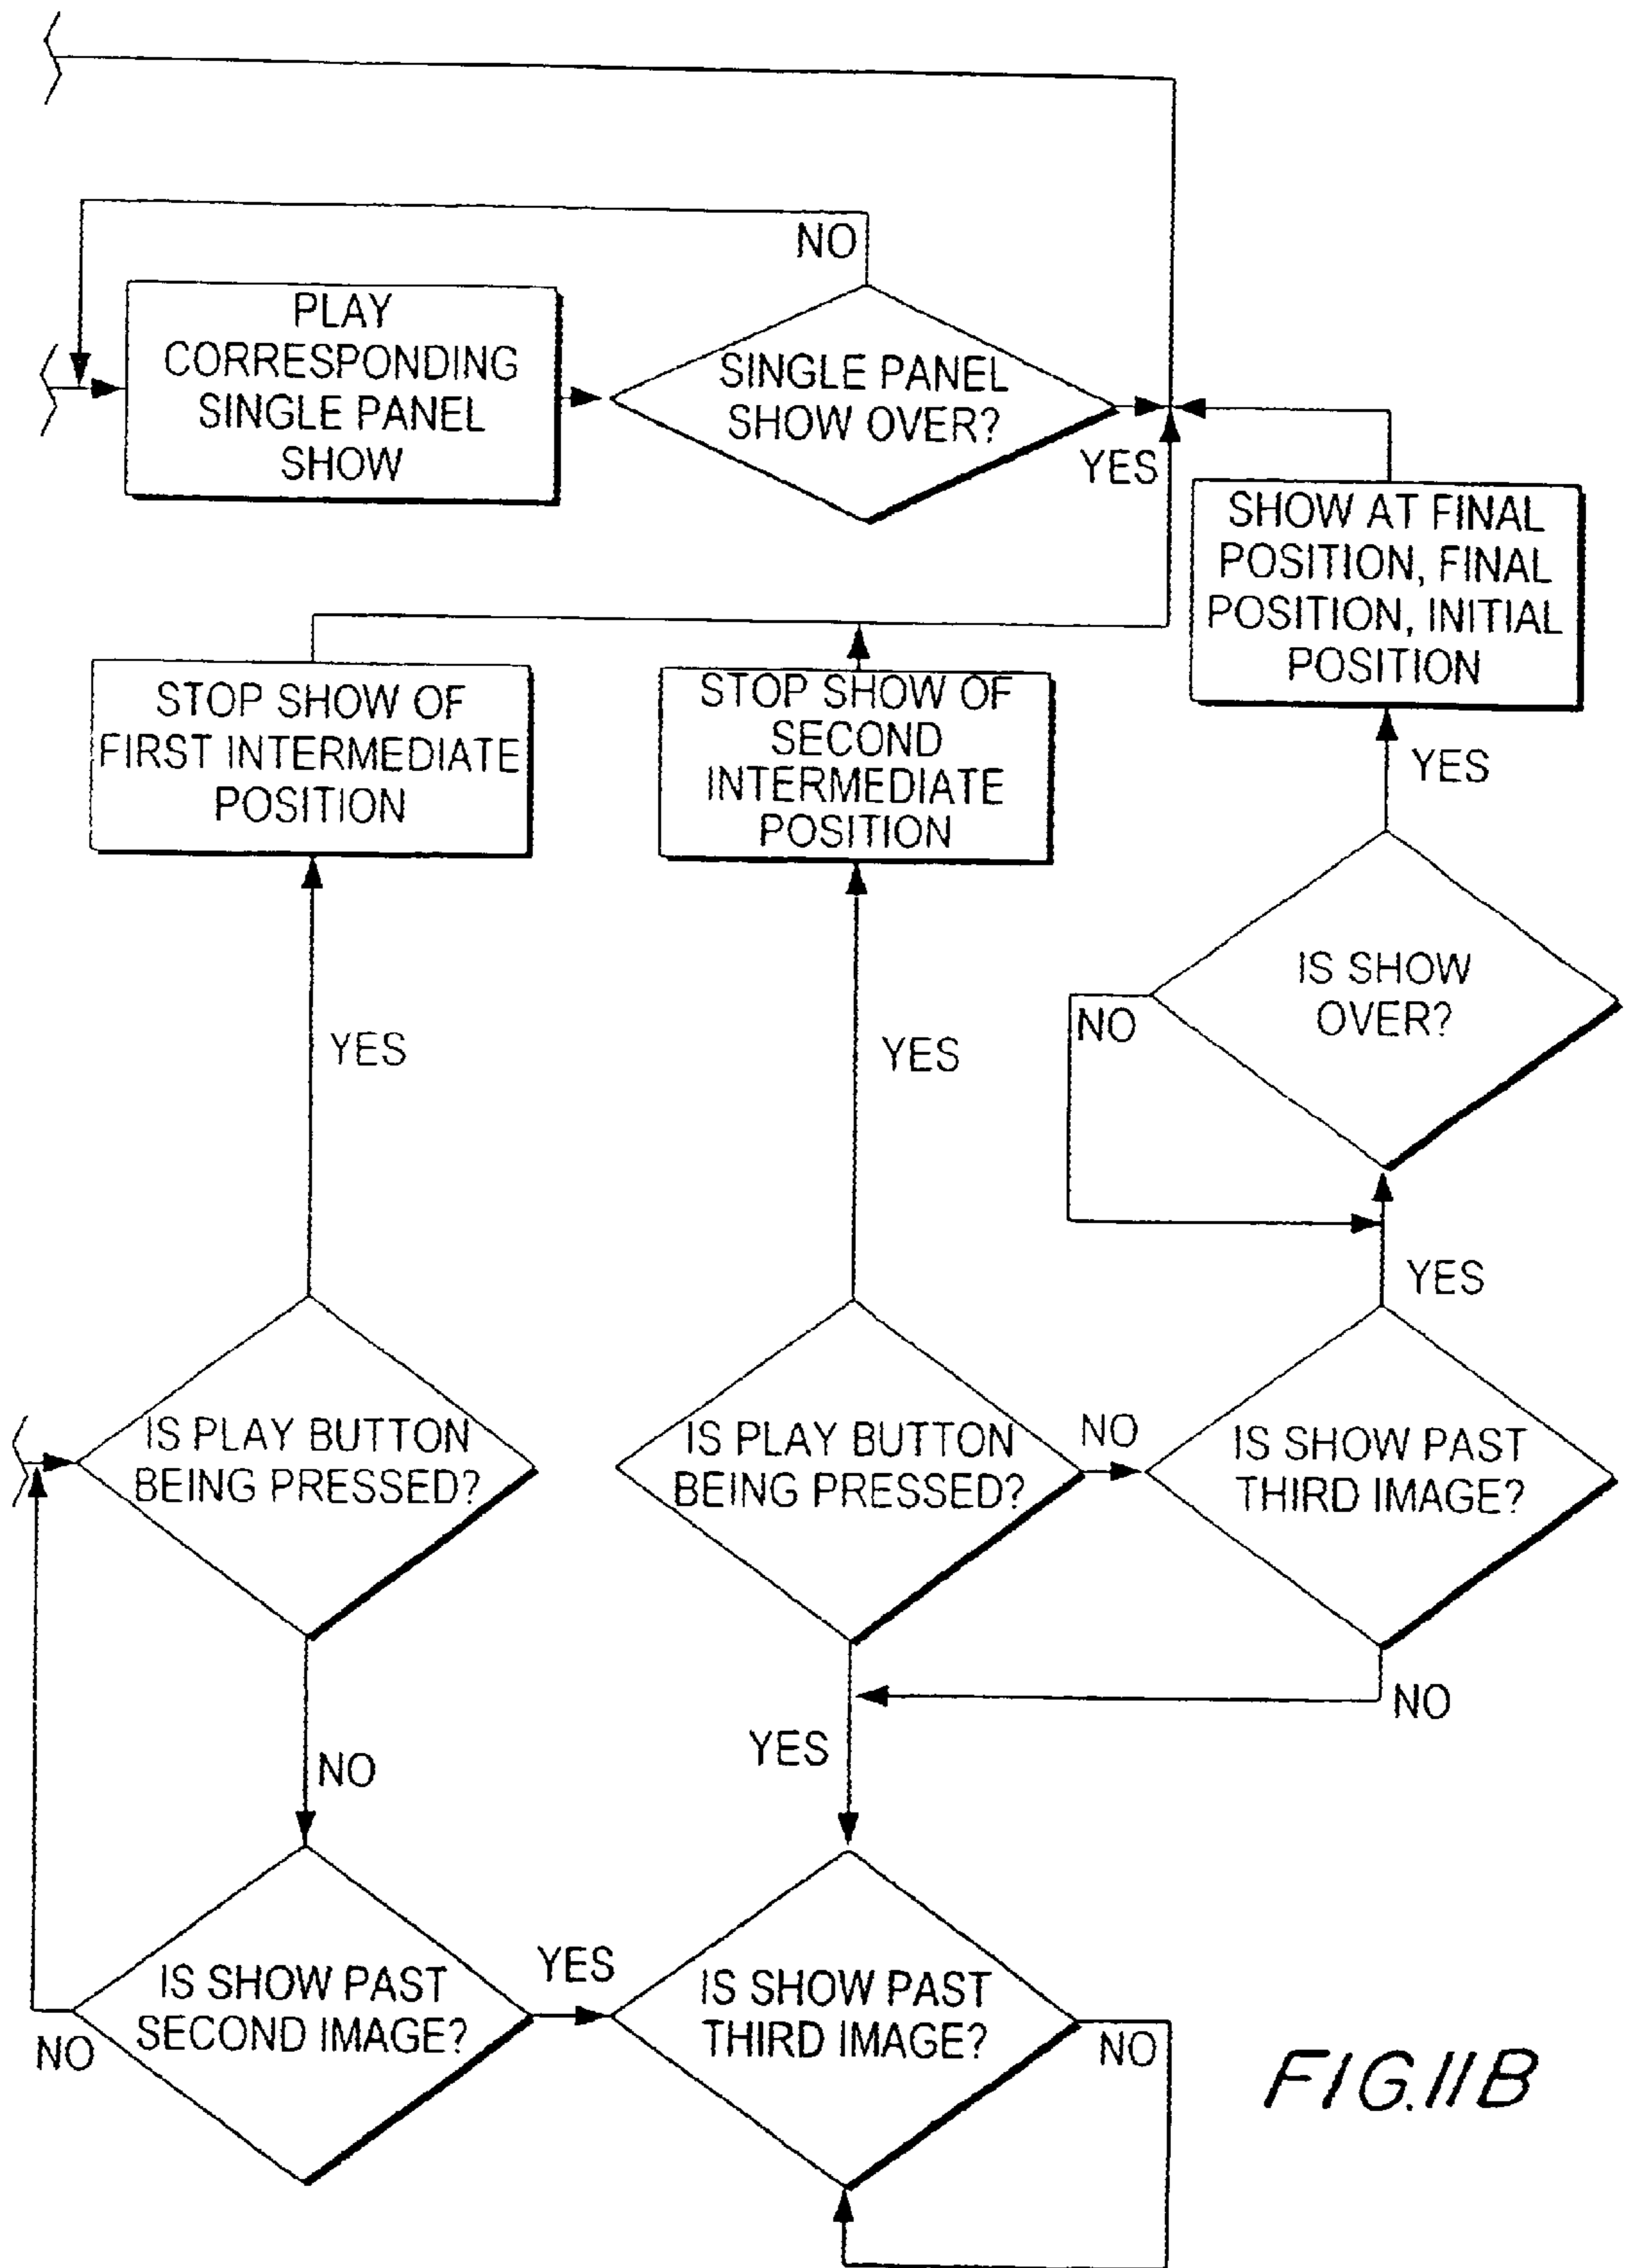 NO
PLAY
CORRESPONDING
SINGLE PANEL
SHOW
SINGLE PANEL
SHOW OVER?
YES
SHOW AT FINAL
POSITION, FINAL
POSITION, INITIAL
POSITION
STOP SHOW OF
FIRST INTERMEDIATE
POSITION
STOP SHOW OF
SECOND
INTERMEDIATE
POSITION
YES
IS SHOW
OVER?
NO
YES
YES
YES
IS PLAY BUTTON
BEING PRESSED?
IS PLAY BUTTON
BEING PRESSED?
NO
IS SHOW PAST
THIRD IMAGE?
NO
YES
NO
IS SHOW PAST
SECOND IMAGE?
NO
YES
IS SHOW PAST
THIRD IMAGE?
NO
FIG.11B